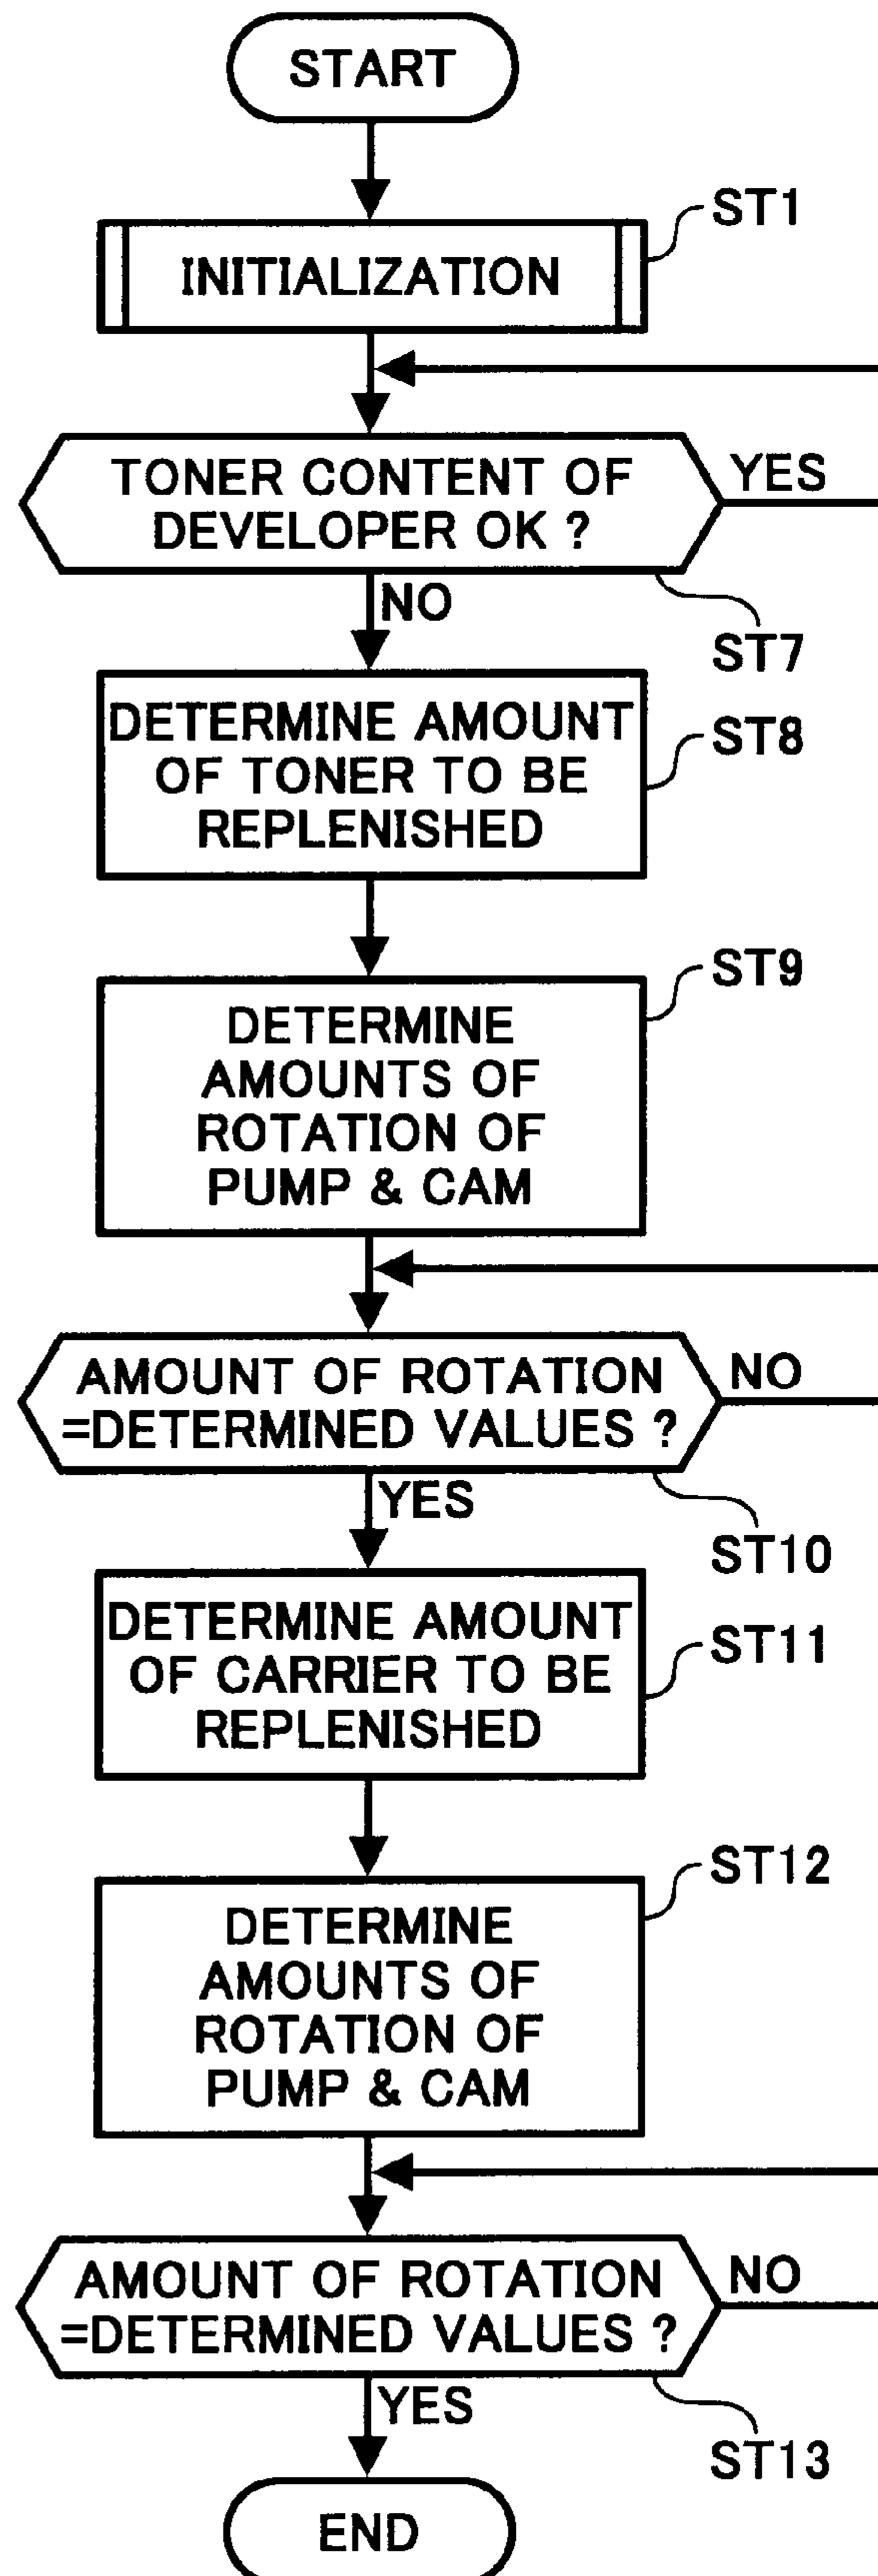 START
ST1
INITIALIZATION
TONER CONTENT OF
DEVELOPER OK ?
YES
NO
ST7
DETERMINE AMOUNT
OF TONER TO BE
REPLENISHED
ST8
ST9
DETERMINE
AMOUNTS OF
ROTATION OF
PUMP & CAM
AMOUNT OF ROTATION
=DETERMINED VALUES ?
NO
YES
ST10
DETERMINE AMOUNT
OF CARRIER TO BE
REPLENISHED
ST11
ST12
DETERMINE
AMOUNTS OF
ROTATION OF
PUMP & CAM
AMOUNT OF ROTATION
=DETERMINED VALUES ?
NO
YES
ST13
END